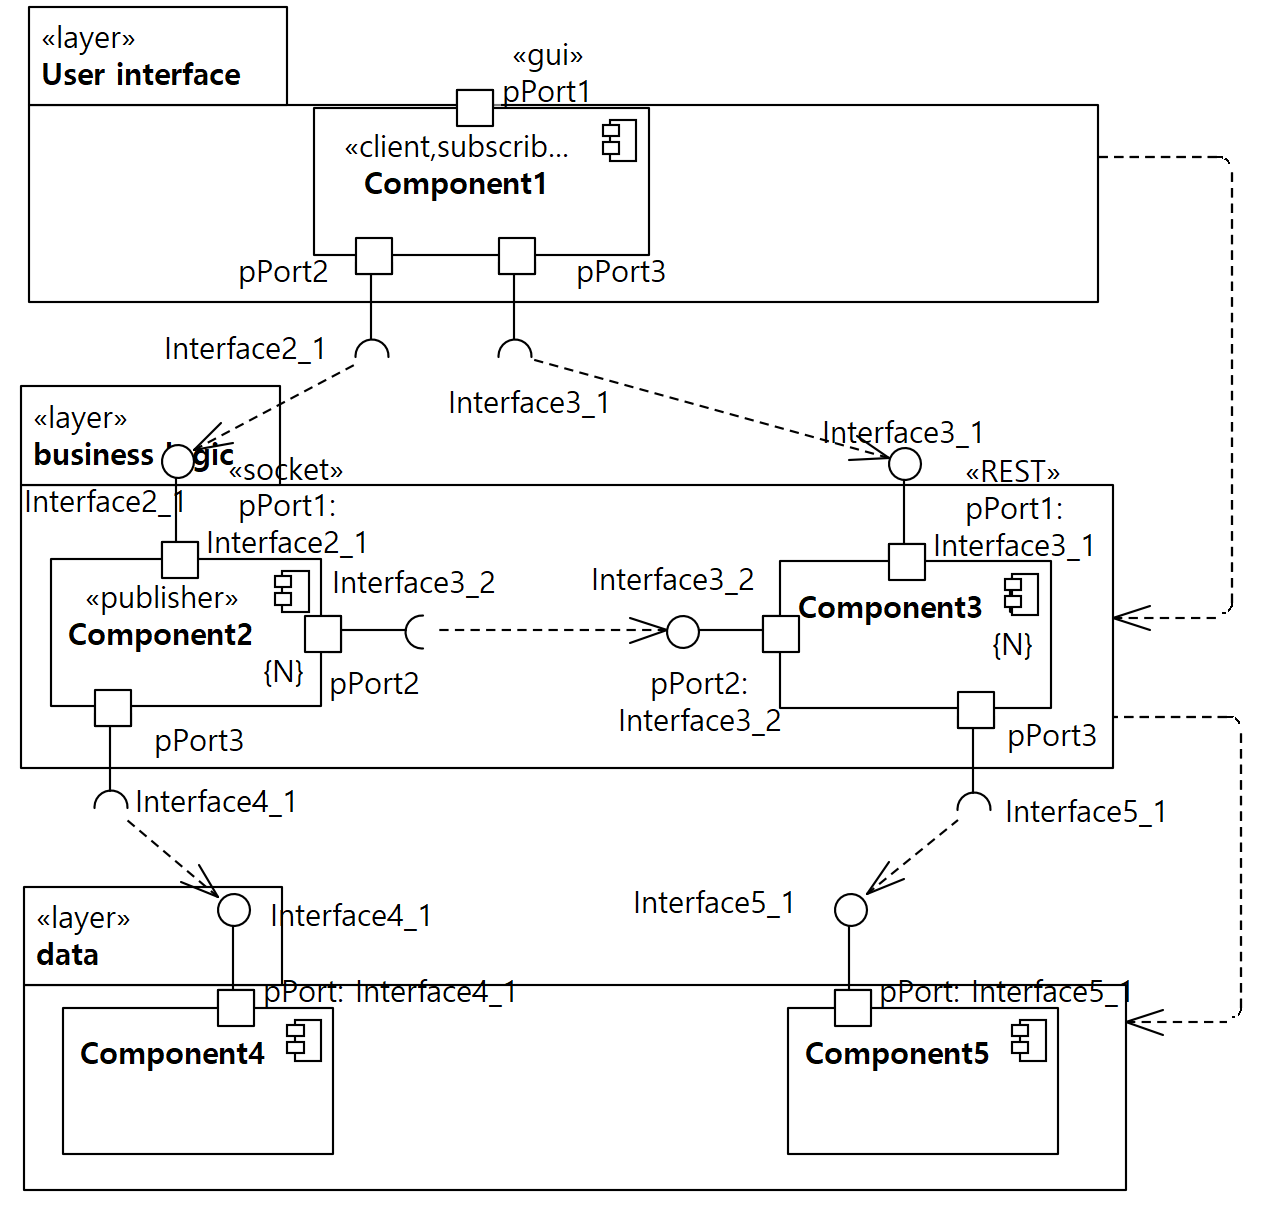 «layer»
User interface
«gui»
pPort1
«client,subscrib...
Component1
pPort2
pPort3
Interface2_1
Interface3_1
«layer»
business logic
Interface3_1
«socket»
«REST»
Interface2_1
pPort1:
Interface2_1
pPort1:
Interface3_1
«publisher»
Component2
{N}
Interface3_2
pPort2
Interface3_2
pPort2:
Interface3_2
Component3
{N}
pPort3
pPort3
Interface4_1
Interface5_1
«layer»
data
Interface4_1
Interface5_1
pPort: Interface4_1
pPort: Interface5_1
Component4
Component5